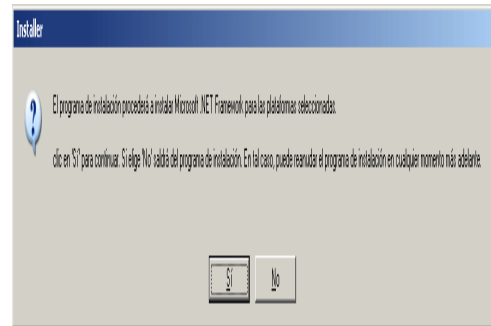 Installer
El programa de instalación procederá a instalar Microsoft .NET Framework para las plataformas seleccionadas.
clic en 'Sí' para continuar. Si elige 'No' saldrá del programa de instalación. En tal caso, puede reanudar el programa de instalación en cualquier momento más adelante.
Sí
No